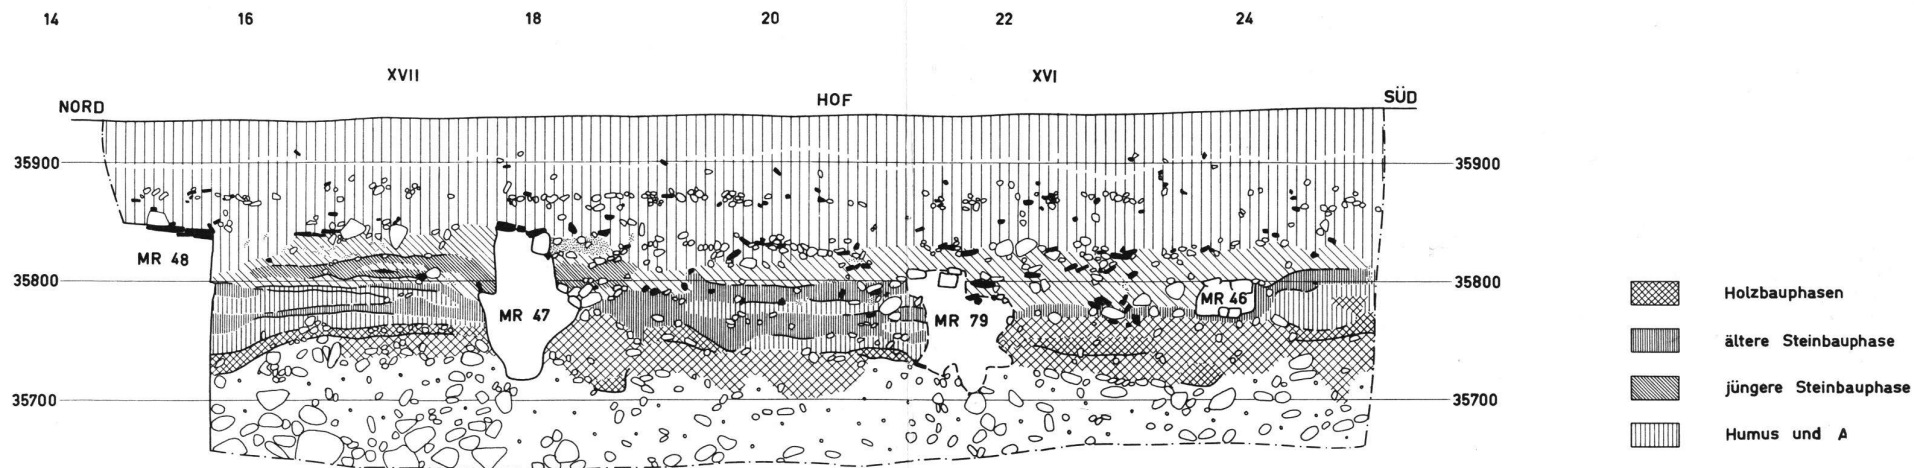 14 16 18 20 22 24
XVII XVI
NORD HOF SÜD
35900 35900
MR 48
35800 35800
MR 47 MR 79 MR 46
35700 35700
Holzbauphasen
ältere Steinbauphase
jüngere Steinbauphase
Humus und A